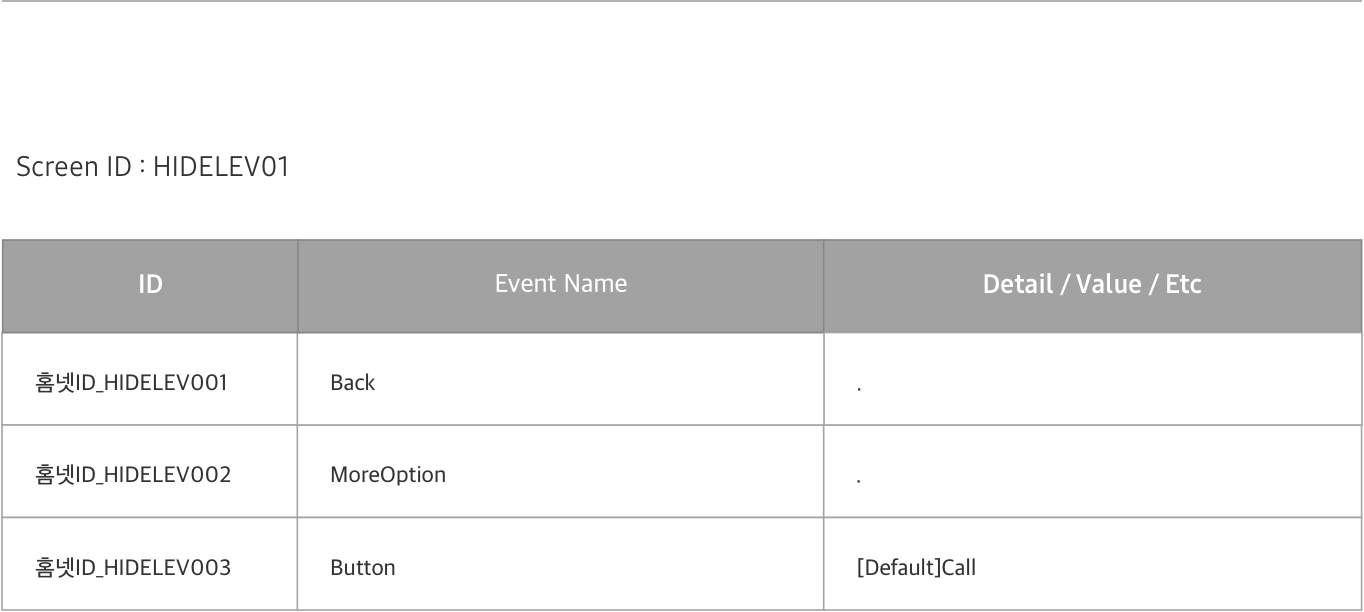 Screen ID : HIDELEV01
ID Event Name Detail / Value / Etc
홈넷ID_HIDELEV001 Back .
홈넷ID_HIDELEV002 MoreOption .
홈넷ID_HIDELEV003 Button [Default]Call